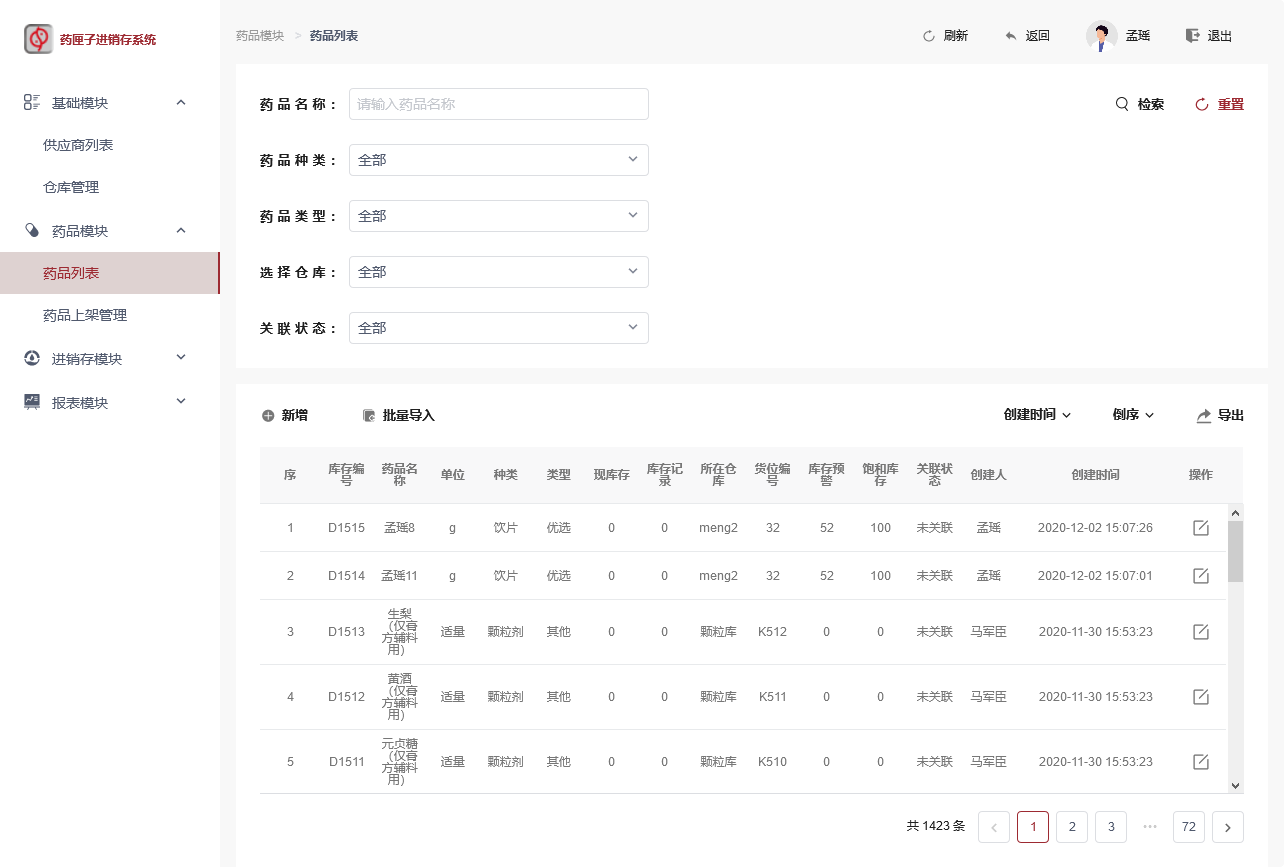 药匣子进销存系统
药品模块 > 药品列表
刷新
返回
孟瑶
退出
基础模块
供应商列表
仓库管理
药品模块
药品列表
药品上架管理
进销存模块
报表模块
药品名称：
请输入药品名称
检索
重置
药品种类：
全部
药品类型：
全部
选择仓库：
全部
关联状态：
全部
新增
批量导入
创建时间
倒序
导出
序 库存编号 药品名称 单位 种类 类型 现库存 库存记录 所在仓库 货位编号 库存预警 饱和库存 关联状态 创建人 创建时间 操作
1 D1515 孟瑶8 g 饮片 优选 0 0 meng2 32 52 100 未关联 孟瑶 2020-12-02 15:07:26
2 D1514 孟瑶11 g 饮片 优选 0 0 meng2 32 52 100 未关联 孟瑶 2020-12-02 15:07:01
3 D1513 生梨（仅膏方辅料用） 适量 颗粒剂 其他 0 0 颗粒库 K512 0 0 未关联 马军臣 2020-11-30 15:53:23
4 D1512 黄酒（仅膏方辅料用） 适量 颗粒剂 其他 0 0 颗粒库 K511 0 0 未关联 马军臣 2020-11-30 15:53:23
5 D1511 元贞糖（仅膏方辅料用） 适量 颗粒剂 其他 0 0 颗粒库 K510 0 0 未关联 马军臣 2020-11-30 15:53:23
共 1423 条 < 1 2 3 ••• 72 >